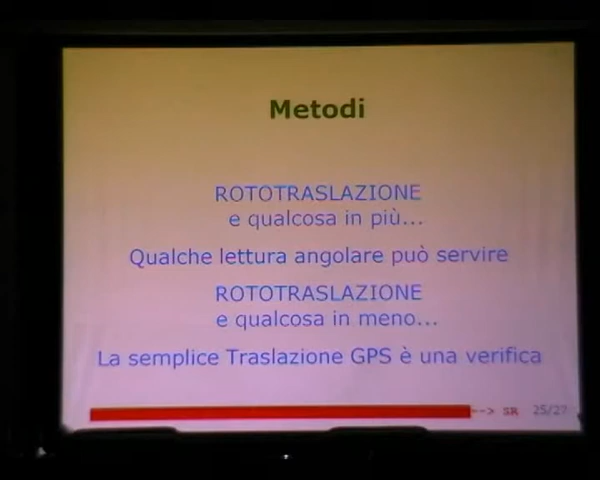 Metodi
ROTOTRASLAZIONE
e qualcosa in più...
Qualche lettura angolare può servire
ROTOTRASLAZIONE
e qualcosa in meno...
La semplice Traslazione GPS è una verifica
--> SR 25/27